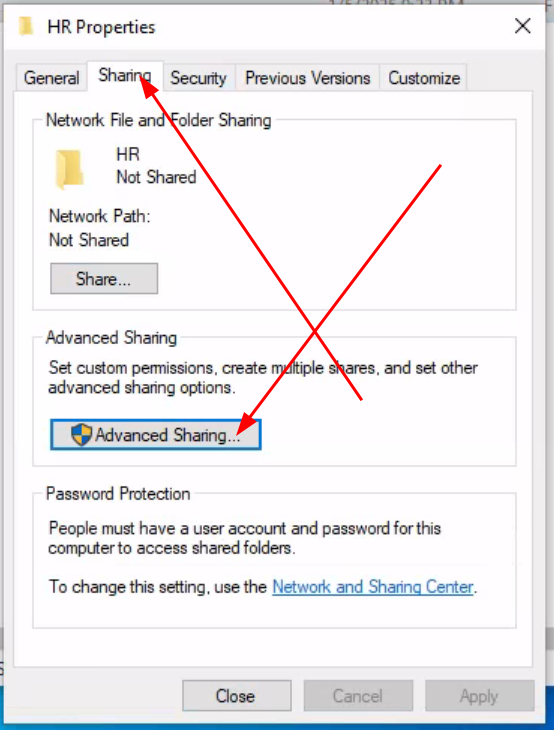 HR Properties
General
Sharing
Security
Previous Versions
Customize
Network File and Folder Sharing
HR
Not Shared
Network Path:
Not Shared
Share...
Advanced Sharing
Set custom permissions, create multiple shares, and set other
advanced sharing options.
Advanced Sharing...
Password Protection
People must have a user account and password for this
computer to access shared folders.
To change this setting, use the Network and Sharing Center.
Close
Cancel
Apply